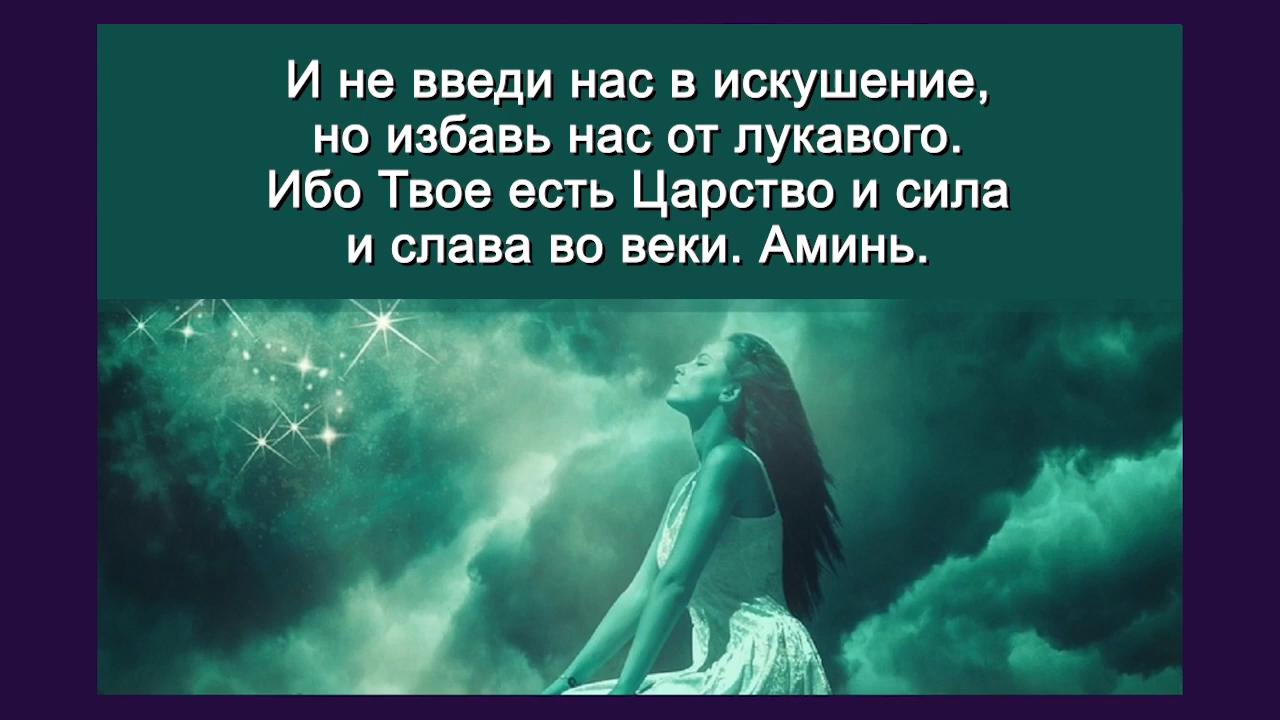 И не введи нас в искушение,
но избавь нас от лукавого.
Ибо Твое есть Царство и сила
и слава во веки. Аминь.